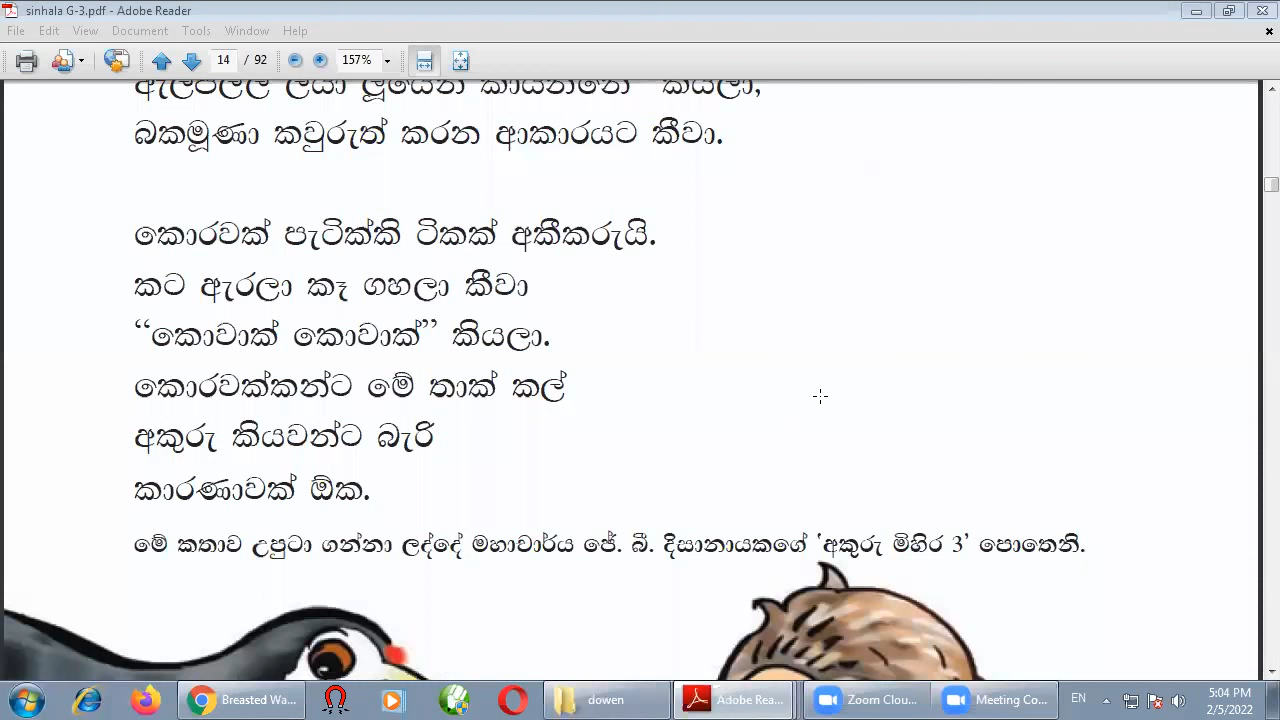 sinhala G-3.pdf - Adobe Reader
File Edit View Document Tools Window Help
14 / 92 157%
ඇලපිල්ල ලියා ලූයෙන් කියන්නේ කියලා,
බකමූණා කවුරුත් කරන ආකාරයට කීවා.
කොරවක් පැටික්කි ටිකක් අකීකරුයි.
කට ඇරලා කෑ ගහලා කීවා
“කොවාක් කොවාක්” කියලා.
කොරවක්කන්ට මේ තාක් කල්
අකුරු කියවන්ට බැරි
කාරණාවක් ඕක.
මේ කතාව උපුටා ගන්නා ලද්දේ මහාචාර්ය ජේ. බී. දිසානායකගේ ‘අකුරු මිහිර 3’ පොතෙනි.
Breasted Wa... dowen Adobe Rea... Zoom Clou... Meeting Co... EN 5:04 PM
2/5/2022